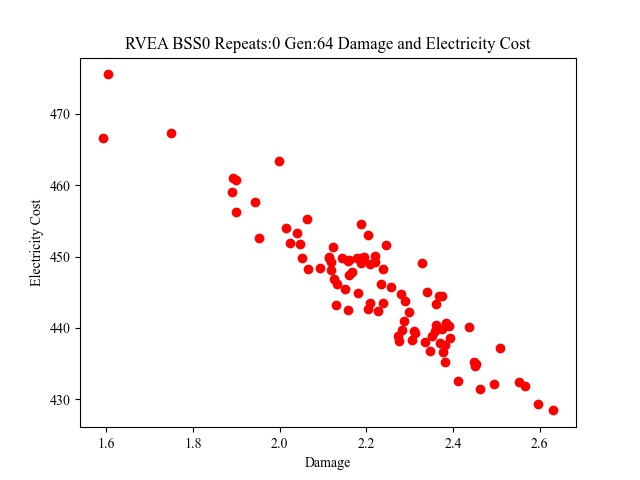 RVEA BSS0 Repeats:0 Gen:64 Damage and Electricity Cost
470
460
450
440
430
Electricity Cost
1.6 1.8 2.0 2.2 2.4 2.6
Damage